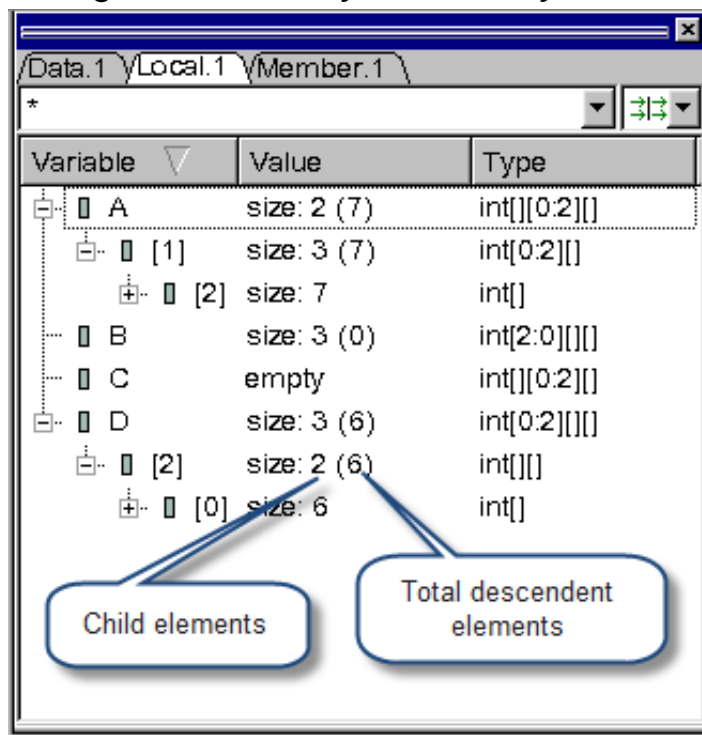 Data.1 Local.1 Member.1
*
Variable Value Type
A size: 2 (7) int[][0:2][]
[1] size: 3 (7) int[0:2][]
[2] size: 7 int[]
B size: 3 (0) int[2:0][][]
C empty int[][0:2][]
D size: 3 (6) int[0:2][][]
[2] size: 2 (6) int[][]
[0] size: 6 int[]
Child elements
Total descendent
elements